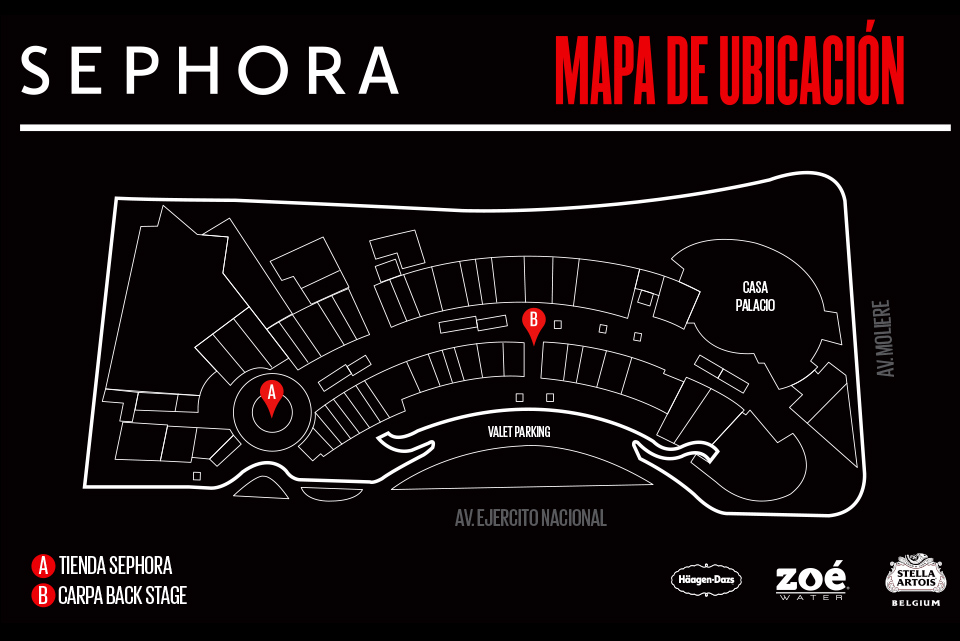 SEPHORA
MAPA DE UBICACIÓN
CASA
PALACIO
AV. MOLIERE
B
A
VALET PARKING
AV. EJERCITO NACIONAL
A TIENDA SEPHORA
B CARPA BACK STAGE
Häagen-Dazs
zoé
WATER
STELLA
ARTOIS
BELGIUM